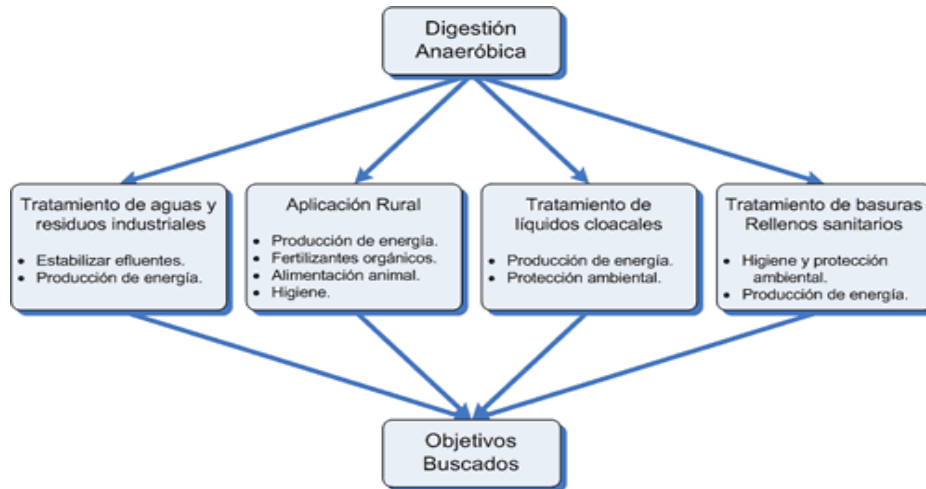 Digestión
Anaeróbica
Tratamiento de aguas y
residuos industriales
• Estabilizar efluentes.
• Producción de energía.
Aplicación Rural
• Producción de energía.
• Fertilizantes orgánicos.
• Alimentación animal.
• Higiene.
Tratamiento de
líquidos cloacales
• Producción de energía.
• Protección ambiental.
Tratamiento de basuras
Rellenos sanitarios
• Higiene y protección
ambiental.
• Producción de energía.
Objetivos
Buscados